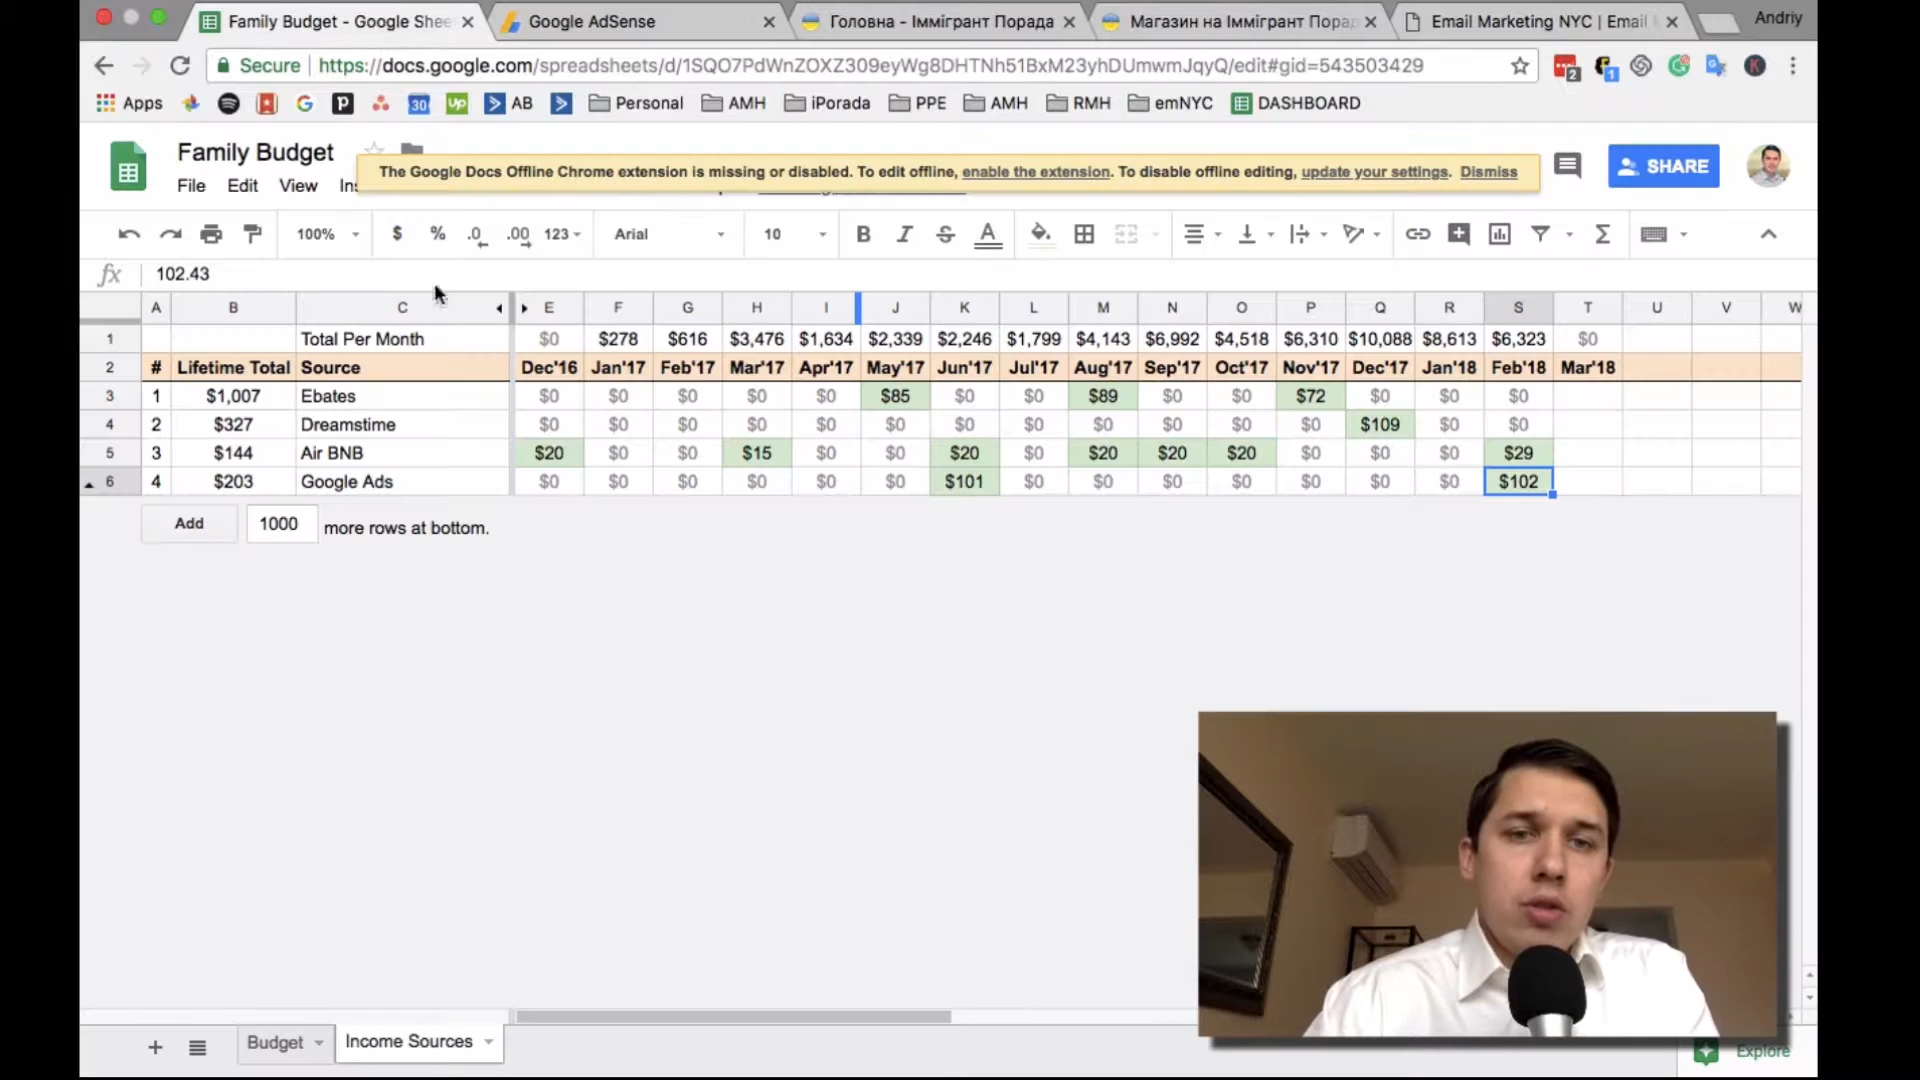 Family Budget - Google Shee
Google AdSense
Головна - Іммігрант Порада
Магазин на Іммігрант Порад
Email Marketing NYC | Email
Andriy
Secure | https://docs.google.com/spreadsheets/d/1SQO7PdWnZOXZ309eyWg8DHTNh51BxM23yhDUmwmJqyQ/edit#gid=543503429
2
1
K
Apps
G
p
30
Up
AB
Personal
AMH
iPorada
PPE
AMH
RMH
emNYC
DASHBOARD
Family Budget
The Google Docs Offline Chrome extension is missing or disabled. To edit offline, enable the extension. To disable offline editing, update your settings. Dismiss
SHARE
File Edit View Ins
100% $ % .0 .00 123 Arial 10 B I S A Σ
fx 102.43
A B C E F G H I J K L M N O P Q R S T U V W
1 Total Per Month $0 $278 $616 $3,476 $1,634 $2,339 $2,246 $1,799 $4,143 $6,992 $4,518 $6,310 $10,088 $8,613 $6,323 $0
2 # Lifetime Total Source Dec'16 Jan'17 Feb'17 Mar'17 Apr'17 May'17 Jun'17 Jul'17 Aug'17 Sep'17 Oct'17 Nov'17 Dec'17 Jan'18 Feb'18 Mar'18
3 1 $1,007 Ebates $0 $0 $0 $0 $0 $85 $0 $0 $89 $0 $0 $72 $0 $0 $0
4 2 $327 Dreamstime $0 $0 $0 $0 $0 $0 $0 $0 $0 $0 $0 $0 $109 $0 $0
5 3 $144 Air BNB $20 $0 $0 $15 $0 $0 $20 $0 $20 $20 $20 $0 $0 $0 $29
6 4 $203 Google Ads $0 $0 $0 $0 $0 $0 $101 $0 $0 $0 $0 $0 $0 $0 $102
Add 1000 more rows at bottom.
Budget
Income Sources
Explore